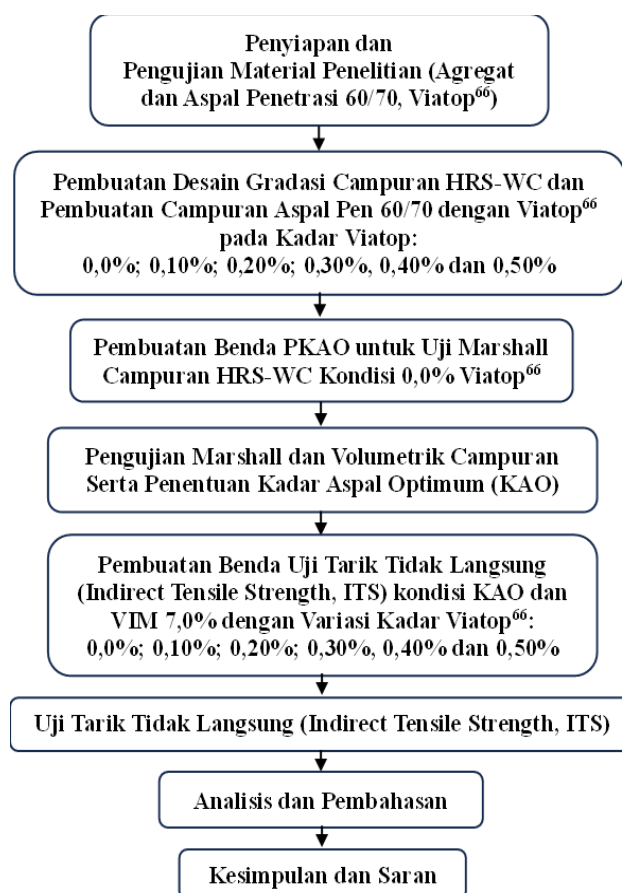 Penyiapan dan
Pengujian Material Penelitian (Agregat
dan Aspal Penetrasi 60/70, Viatop⁶⁶)
Pembuatan Desain Gradasi Campuran HRS-WC dan
Pembuatan Campuran Aspal Pen 60/70 dengan Viatop⁶⁶
pada Kadar Viatop:
0,0%; 0,10%; 0,20%; 0,30%, 0,40% dan 0,50%
Pembuatan Benda PKAO untuk Uji Marshall
Campuran HRS-WC Kondisi 0,0% Viatop⁶⁶
Pengujian Marshall dan Volumetrik Campuran
Serta Penentuan Kadar Aspal Optimum (KAO)
Pembuatan Benda Uji Tarik Tidak Langsung
(Indirect Tensile Strength, ITS) kondisi KAO dan
VIM 7,0% dengan Variasi Kadar Viatop⁶⁶:
0,0%; 0,10%; 0,20%; 0,30%, 0,40% dan 0,50%
Uji Tarik Tidak Langsung (Indirect Tensile Strength, ITS)
Analisis dan Pembahasan
Kesimpulan dan Saran